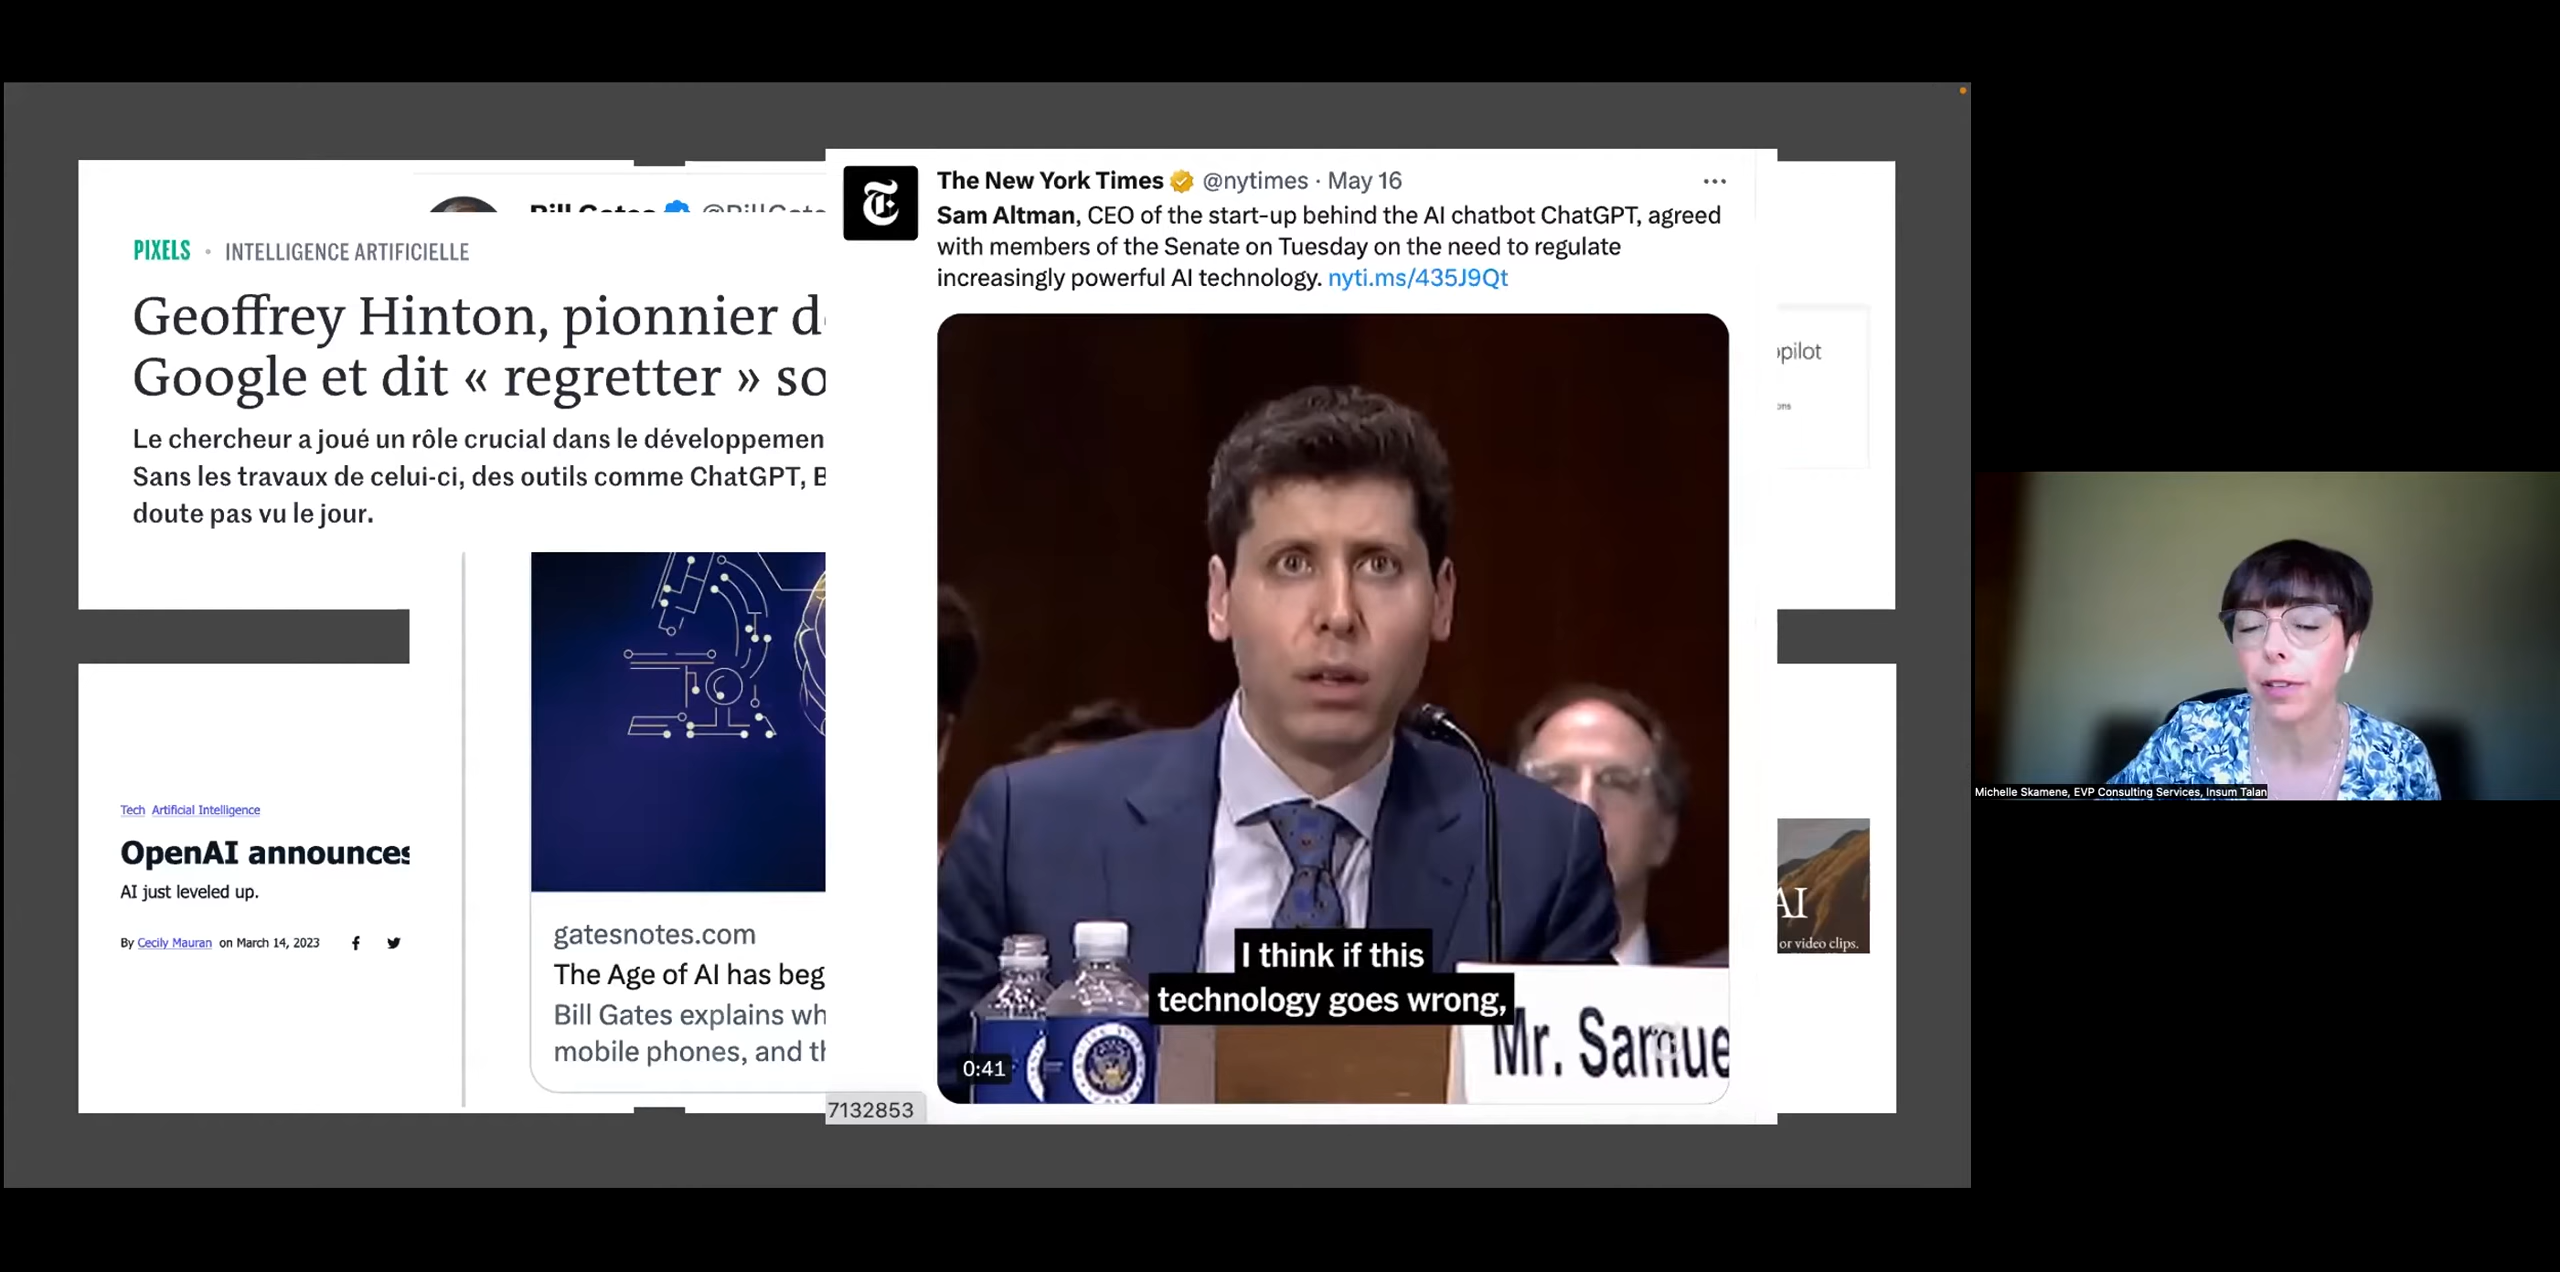 Bill Gates @BillGate
PIXELS • INTELLIGENCE ARTIFICIELLE
Geoffrey Hinton, pionnier d
Google et dit « regretter » so
Le chercheur a joué un rôle crucial dans le développemen
Sans les travaux de celui-ci, des outils comme ChatGPT, B
doute pas vu le jour.
Tech Artificial Intelligence
OpenAI announces
AI just leveled up.
By Cecily Mauran on March 14, 2023
gatesnotes.com
The Age of AI has beg
Bill Gates explains wh
mobile phones, and th
The New York Times @nytimes · May 16
Sam Altman, CEO of the start-up behind the AI chatbot ChatGPT, agreed
with members of the Senate on Tuesday on the need to regulate
increasingly powerful AI technology. nyti.ms/435J9Qt
I think if this
technology goes wrong,
Mr. Samue
0:41
7132853
pilot
ons
AI
or video clips.
Michelle Skamene, EVP Consulting Services, Insum Talan